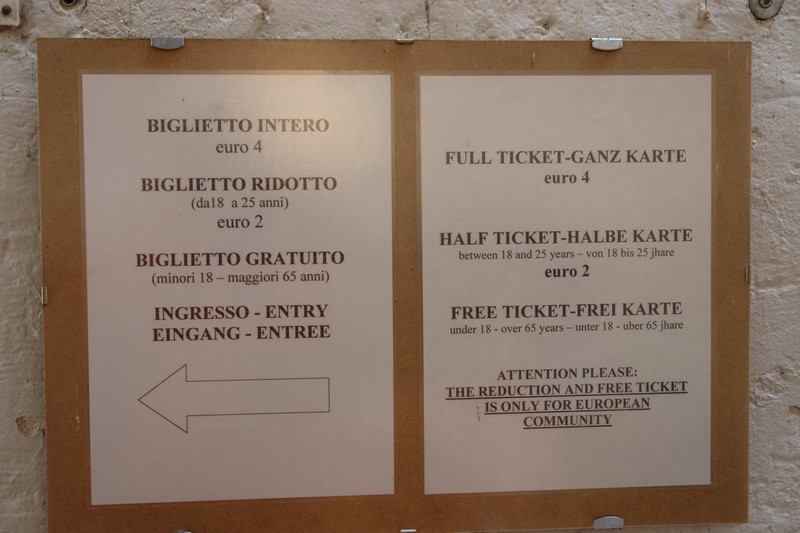 BIGLIETTO INTERO
euro 4
BIGLIETTO RIDOTTO
(da18 a 25 anni)
euro 2
BIGLIETTO GRATUITO
(minori 18 – maggiori 65 anni)
INGRESSO - ENTRY
EINGANG - ENTREE
FULL TICKET-GANZ KARTE
euro 4
HALF TICKET-HALBE KARTE
between 18 and 25 years – von 18 bis 25 jhare
euro 2
FREE TICKET-FREI KARTE
under 18 - over 65 years – unter 18 - uber 65 jhare
ATTENTION PLEASE:
THE REDUCTION AND FREE TICKET
IS ONLY FOR EUROPEAN
COMMUNITY